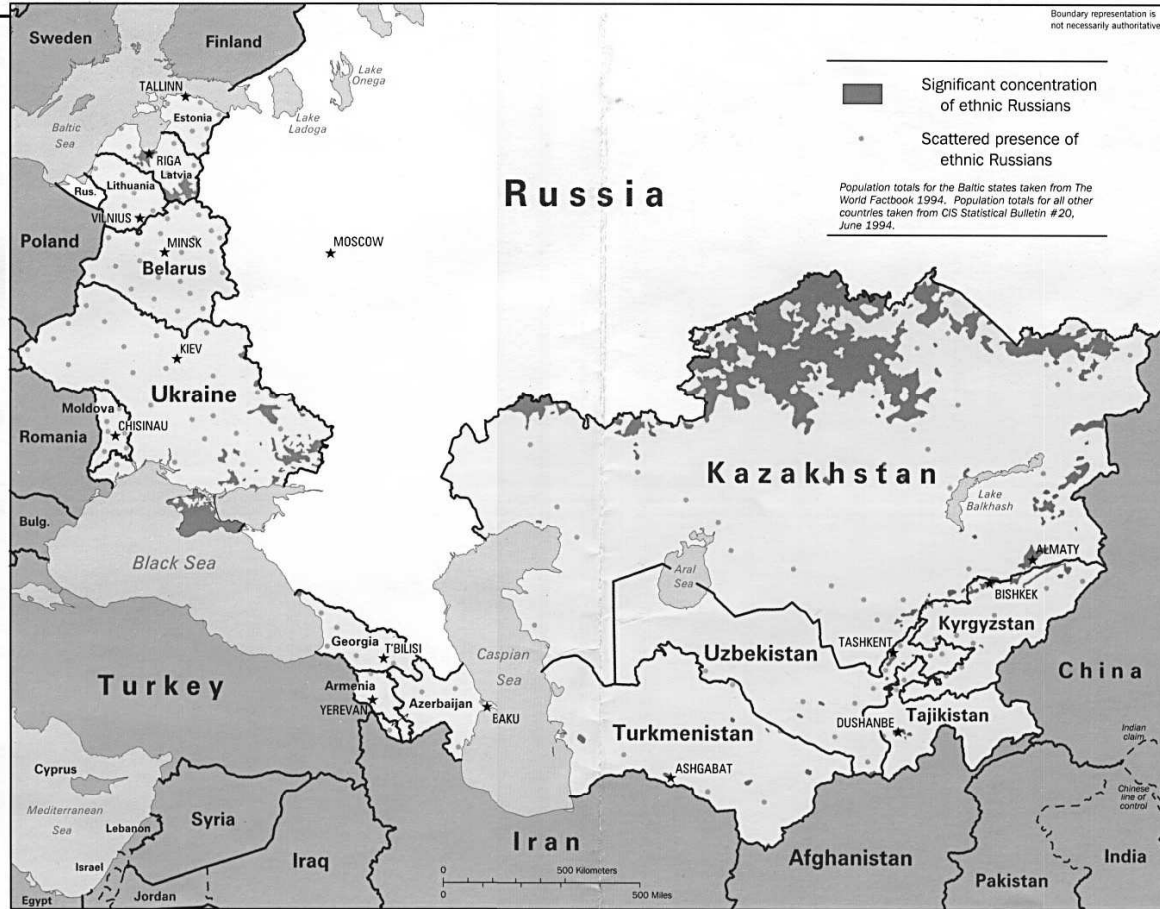 Boundary representation is
not necessarily authoritative
Sweden
Finland
Lake
Onega
Lake
Ladoga
TALLINN
Estonia
Baltic
Sea
RIGA
Latvia
Lithuania
Rus.
VILNIUS
Poland
MINSK
Belarus
MOSCOW
Russia
Significant concentration
of ethnic Russians
Scattered presence of
ethnic Russians
Population totals for the Baltic states taken from The
World Factbook 1994. Population totals for all other
countries taken from CIS Statistical Bulletin #20,
June 1994.
KIEV
Ukraine
Moldova
CHISINAU
Romania
Bulg.
Black Sea
Kazakhstan
Lake
Balkhash
Aral
Sea
ALMATY
BISHKEK
Kyrgyzstan
TASHKENT
Uzbekistan
China
Georgia
T'BILISI
Caspian
Sea
Turkey
Armenia
YEREVAN
Azerbaijan
BAKU
Turkmenistan
DUSHANBE
Tajikistan
ASHGABAT
Indian
claim
Chinese
line of
control
Cyprus
Mediterranean
Sea
Lebanon
Syria
Israel
Iraq
Iran
Afghanistan
Pakistan
India
Egypt
Jordan
0 500 Kilometers
0 500 Miles